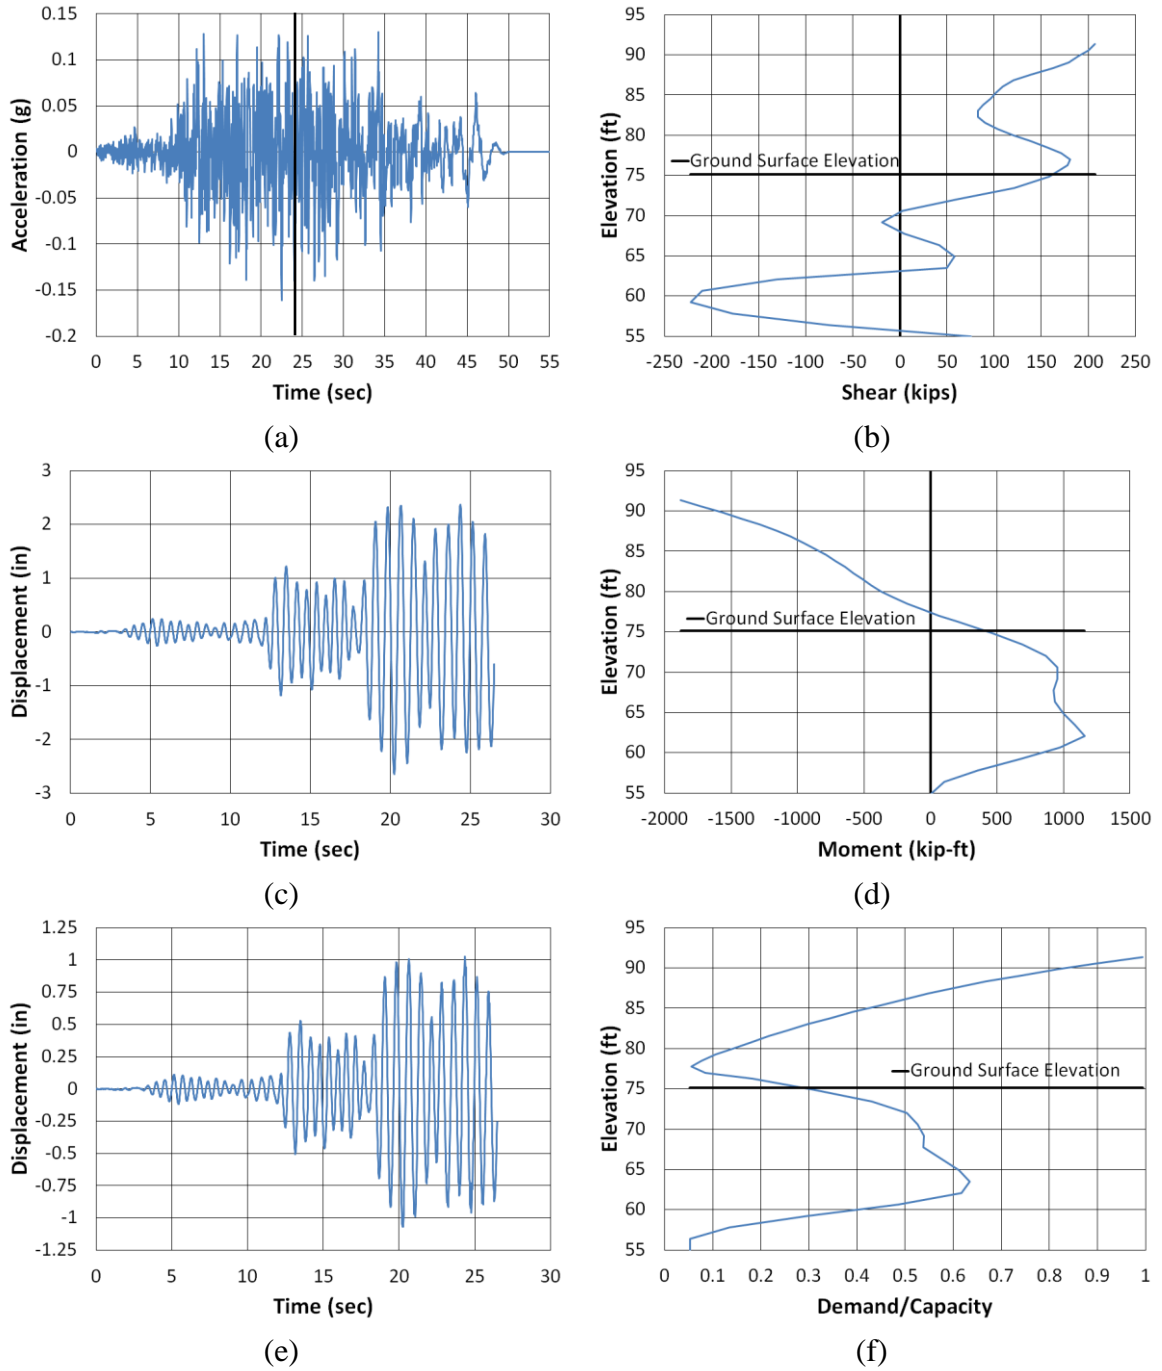 0.15
0.1
0.05
0
-0.05
-0.1
-0.15
-0.2
Acceleration (g)
0 5 10 15 20 25 30 35 40 45 50 55
Time (sec)
(a)
95
90
85
80
75
70
65
60
55
Elevation (ft)
Ground Surface Elevation
-250 -200 -150 -100 -50 0 50 100 150 200 250
Shear (kips)
(b)
3
2
1
0
-1
-2
-3
Displacement (in)
0 5 10 15 20 25 30
Time (sec)
(c)
95
90
85
80
75
70
65
60
55
Elevation (ft)
Ground Surface Elevation
-2000 -1500 -1000 -500 0 500 1000 1500
Moment (kip-ft)
(d)
1.25
1
0.75
0.5
0.25
0
-0.25
-0.5
-0.75
-1
-1.25
Displacement (in)
0 5 10 15 20 25 30
Time (sec)
(e)
95
90
85
80
75
70
65
60
55
Elevation (ft)
Ground Surface Elevation
0 0.1 0.2 0.3 0.4 0.5 0.6 0.7 0.8 0.9 1
Demand/Capacity
(f)